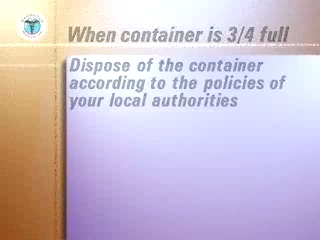 When container is 3/4 full
Dispose of the container
according to the policies of
your local authorities